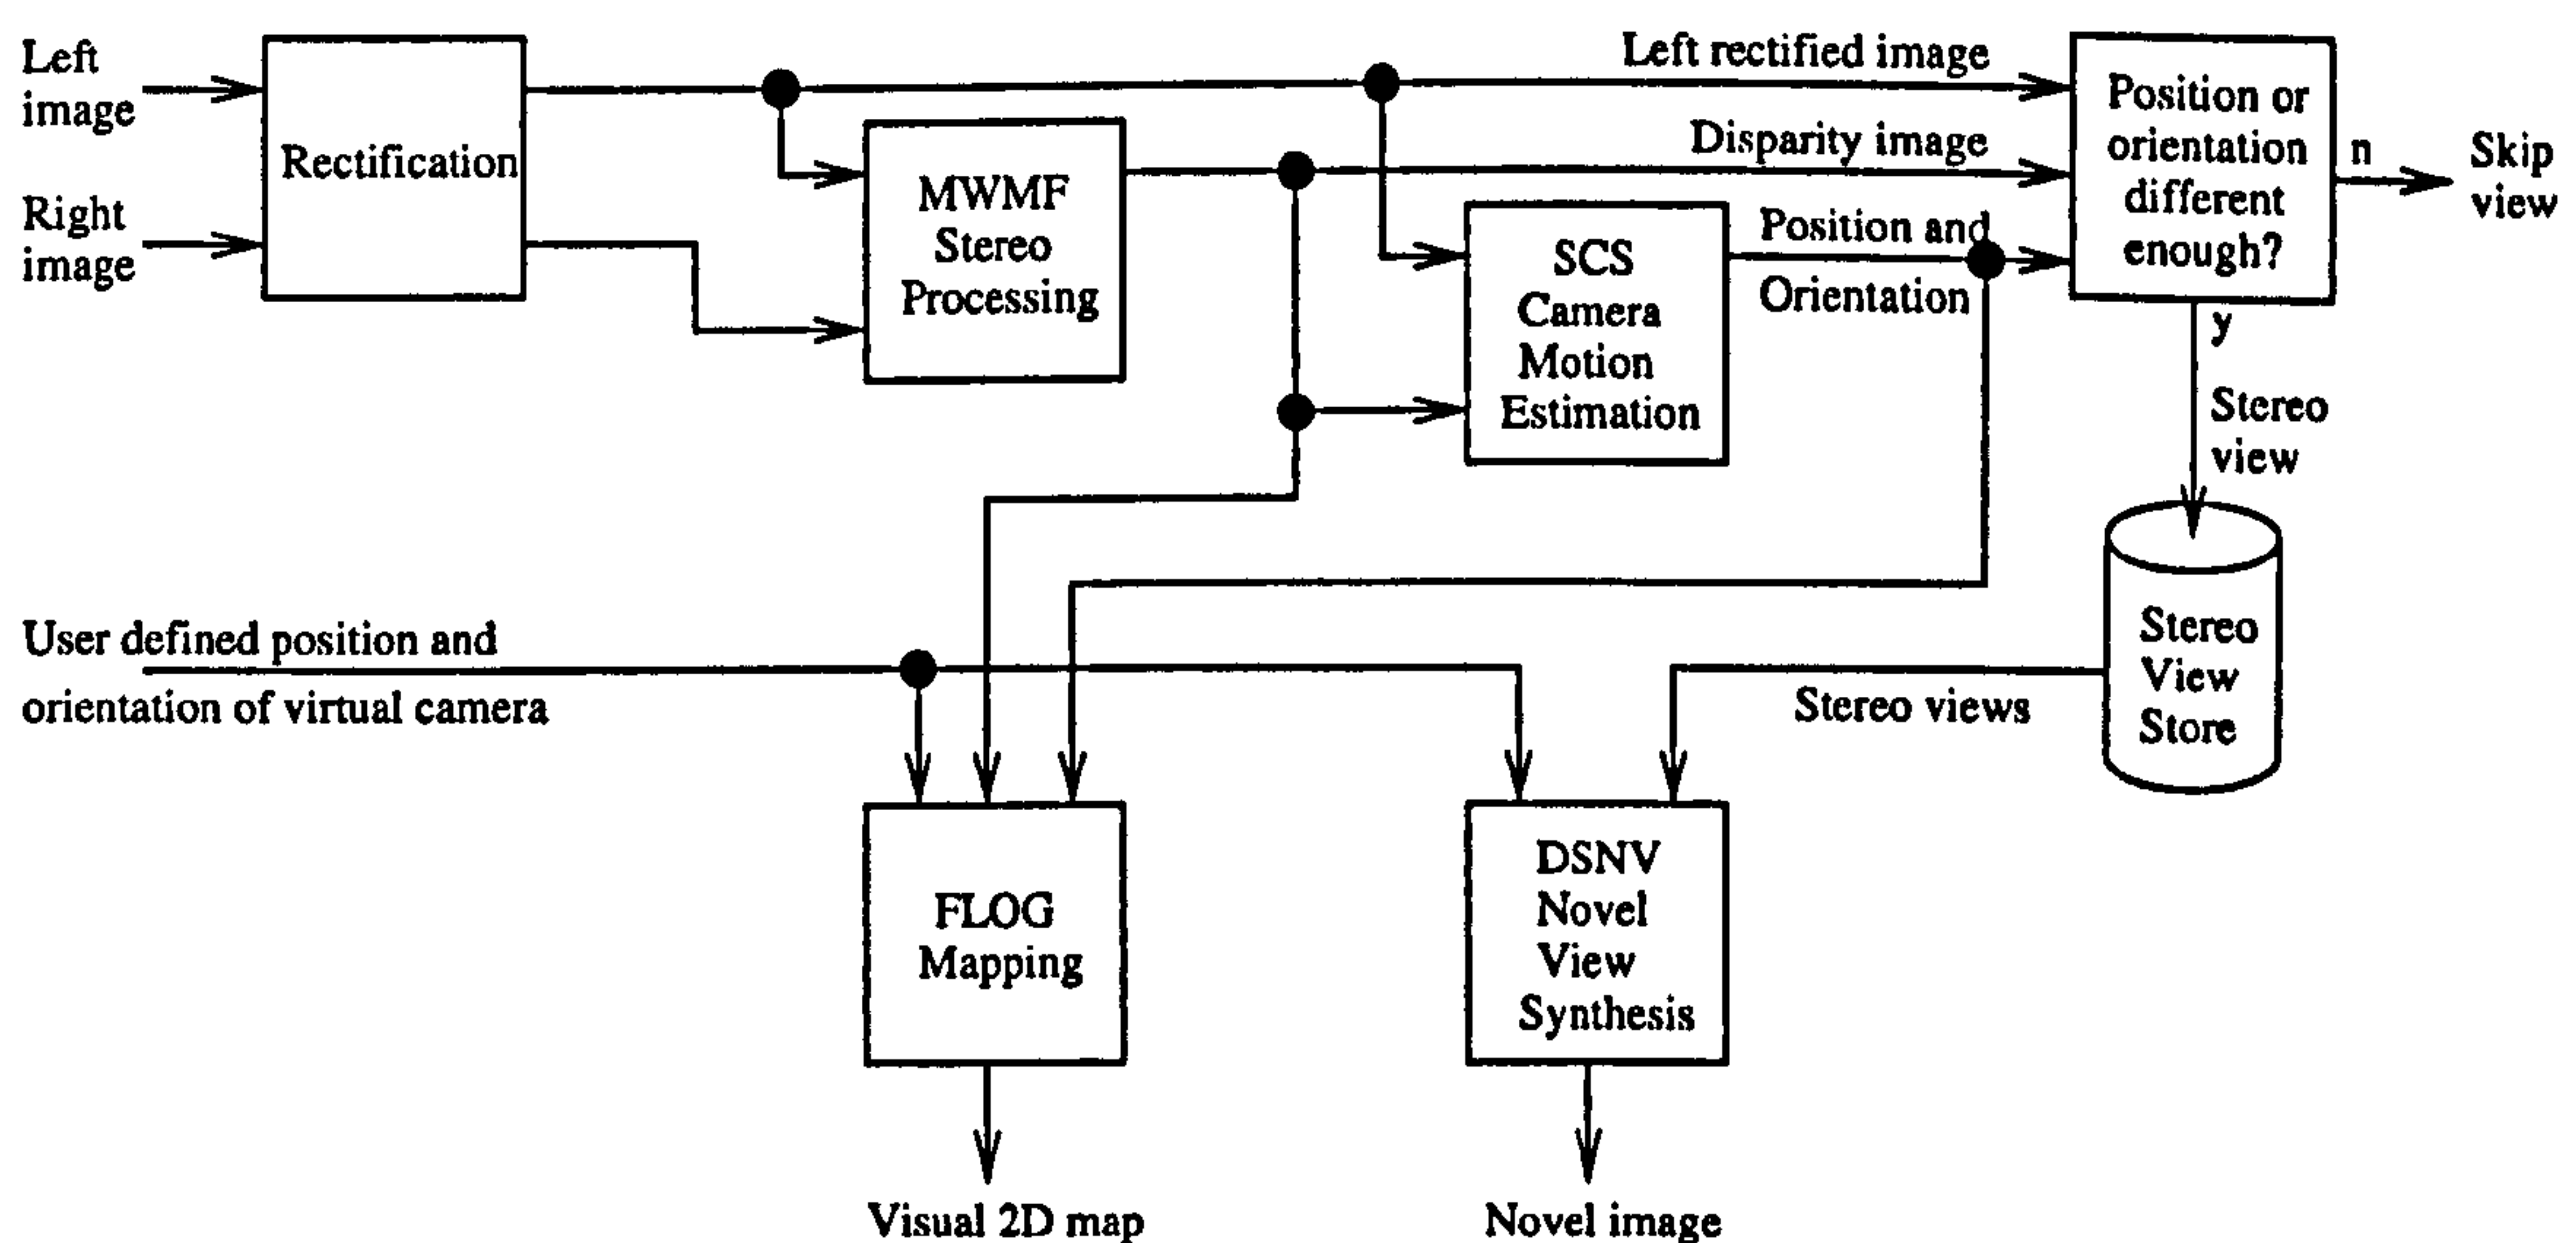 Left
image
Right
image
Rectification
MWMF
Stereo
Processing
Left rectified image
Disparity image
SCS
Camera
Motion
Estimation
Position and
Orientation
Position or
orientation
different
enough?
n
Skip
view
y
Stereo
view
Stereo
View
Store
Stereo views
User defined position and
orientation of virtual camera
FLOG
Mapping
DSNV
Novel
View
Synthesis
Visual 2D map
Novel image